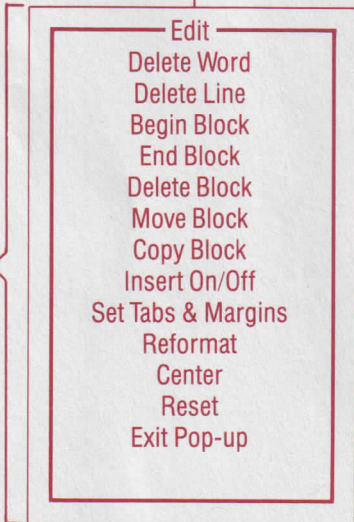 Edit
Delete Word
Delete Line
Begin Block
End Block
Delete Block
Move Block
Copy Block
Insert On/Off
Set Tabs & Margins
Reformat
Center
Reset
Exit Pop-up